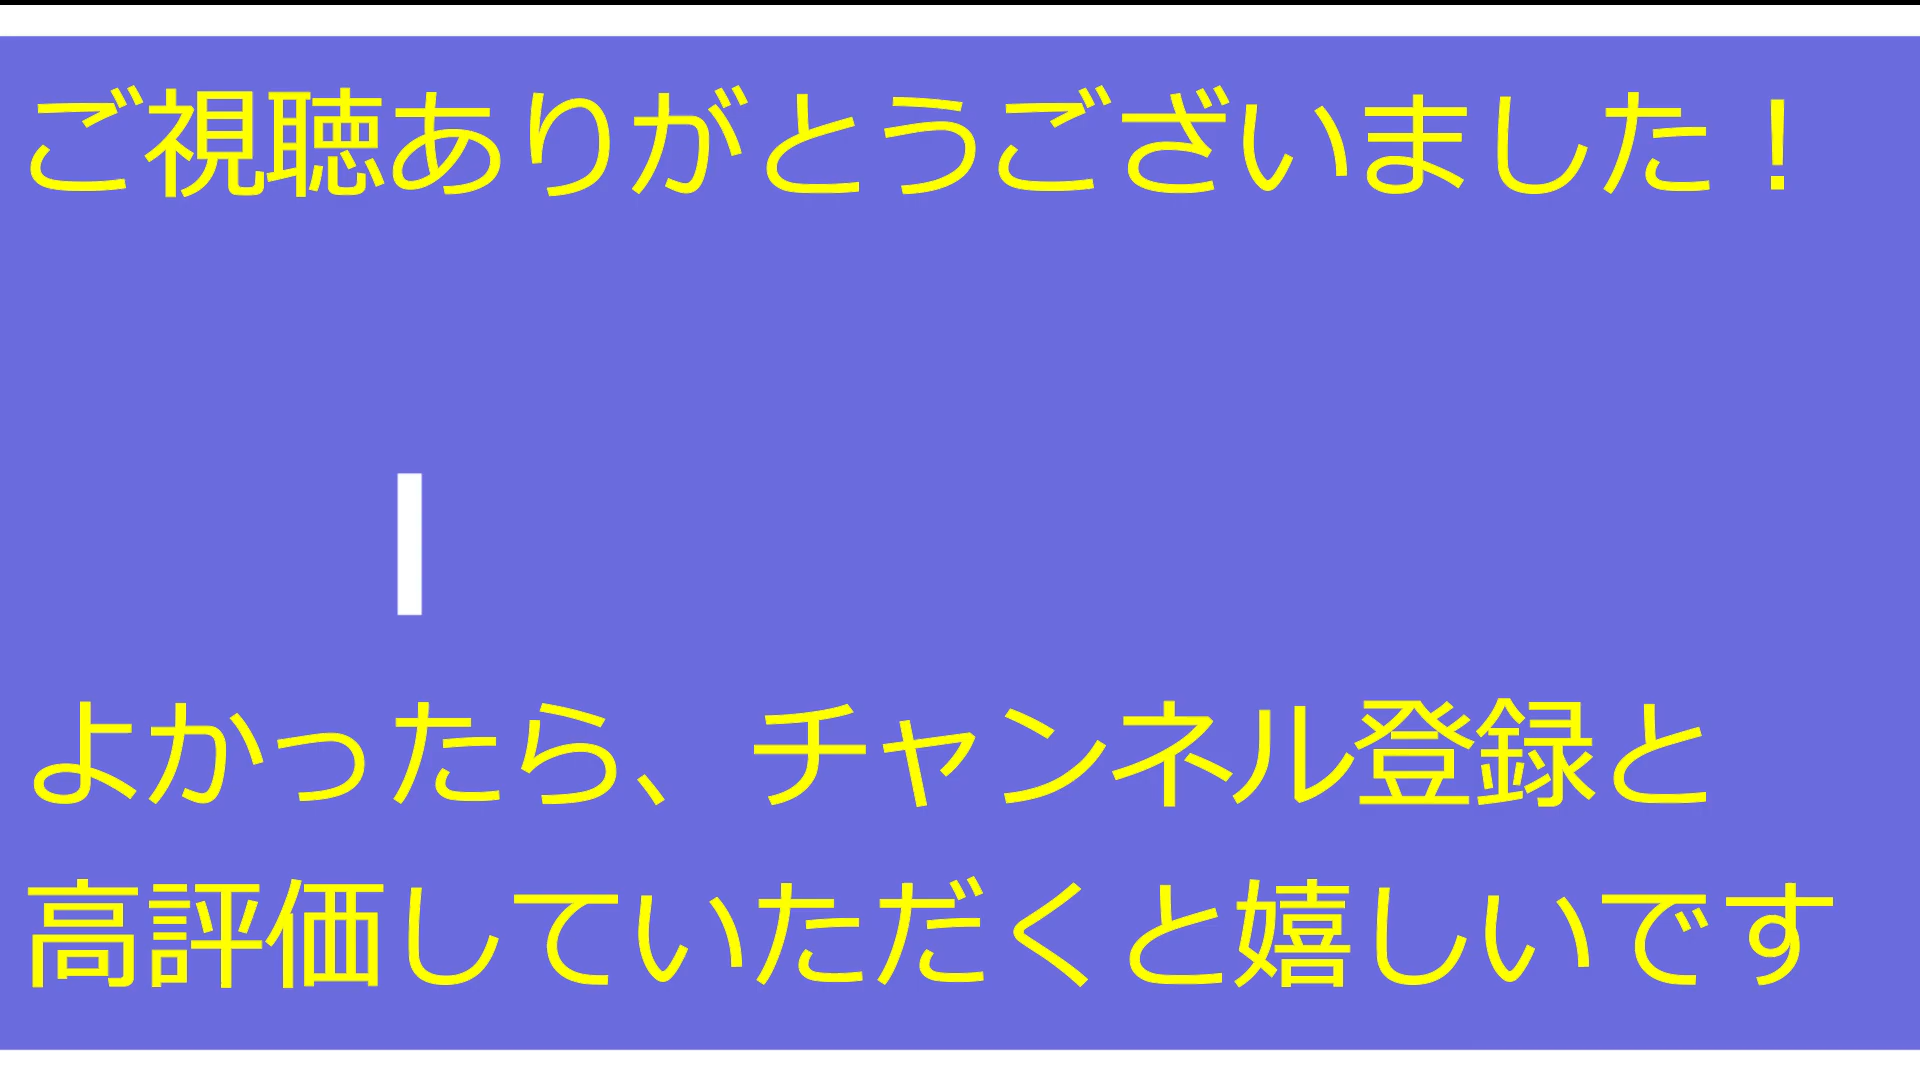 ご視聴ありがとうございました！
よかったら、チャンネル登録と
高評価していただくと嬉しいです